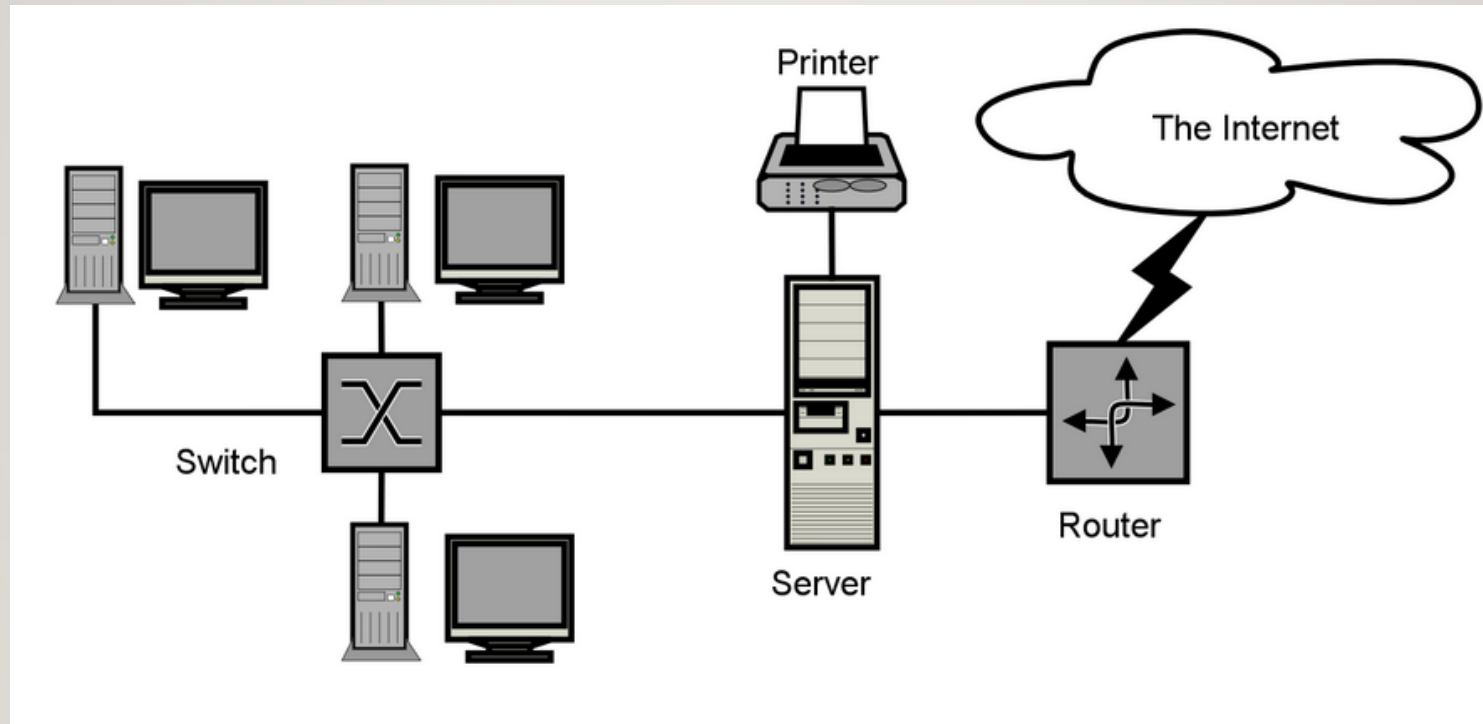 Printer
The Internet
Switch
Router
Server